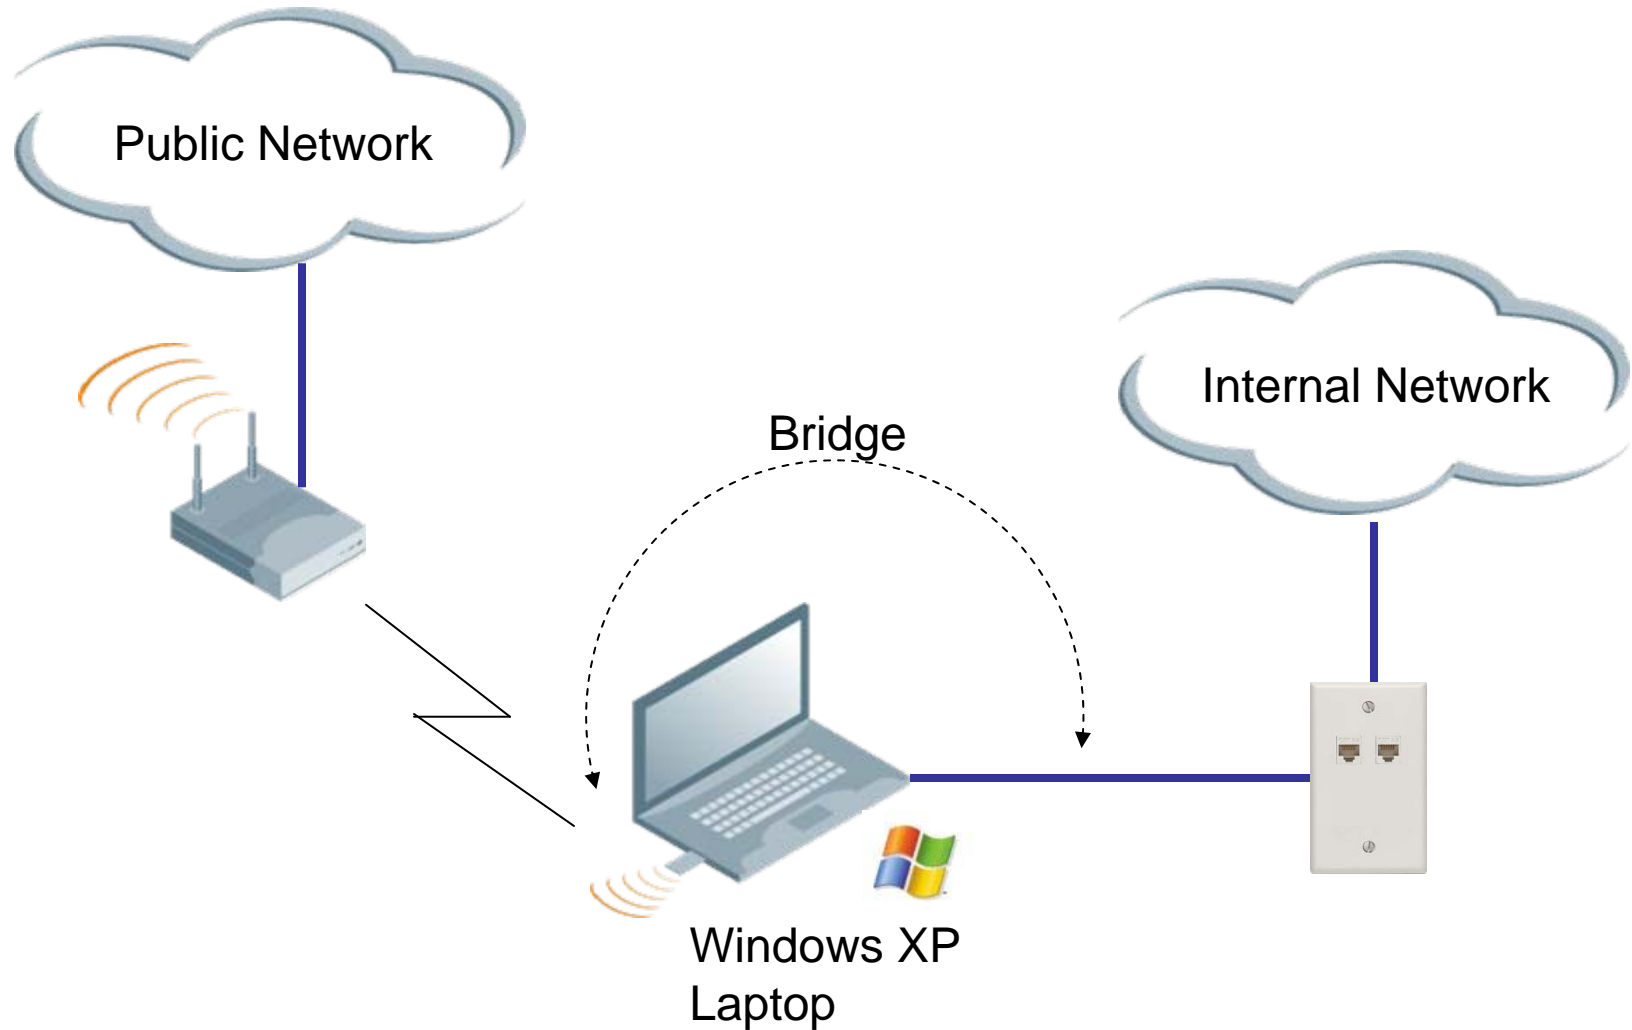 Public Network
Internal Network
Bridge
Windows XP
Laptop